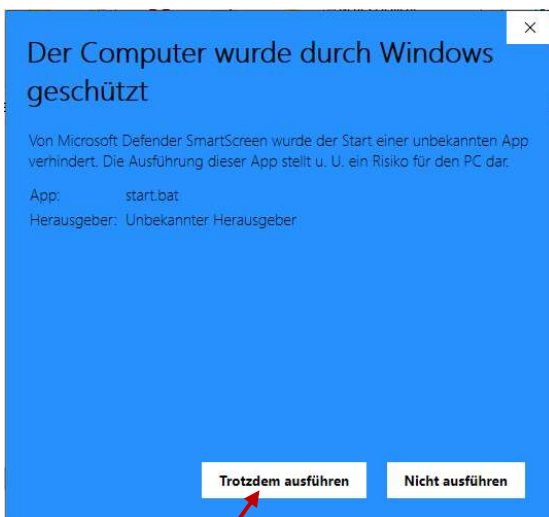 Der Computer wurde durch Windows
geschützt
Von Microsoft Defender SmartScreen wurde der Start einer unbekannten App
verhindert. Die Ausführung dieser App stellt u. U. ein Risiko für den PC dar.
App: start.bat
Herausgeber: Unbekannter Herausgeber
Trotzdem ausführen Nicht ausführen